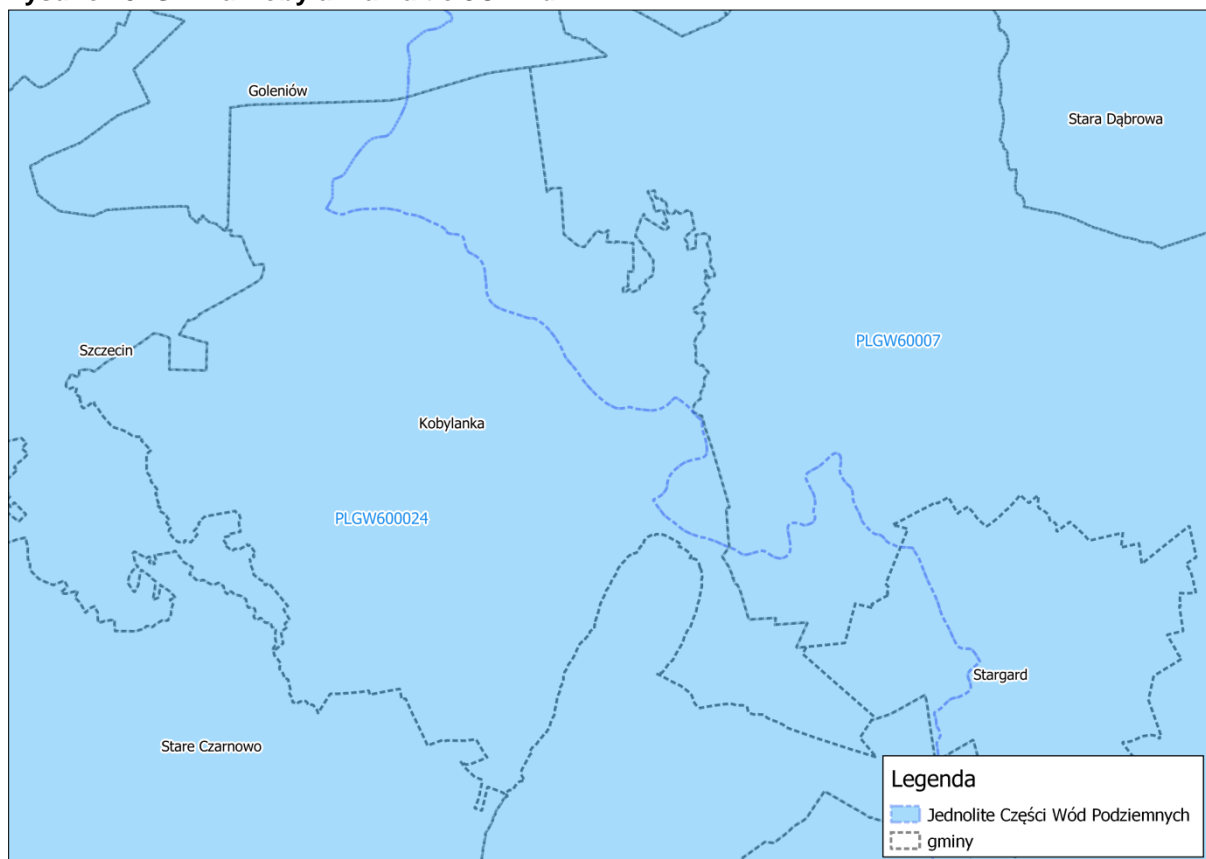 Goleniów
Stara Dąbrowa
PLGW60007
Szczecin
Kobylanka
PLGW600024
Stargard
Stare Czarnowo
Legenda
Jednolite Części Wód Podziemnych
gminy